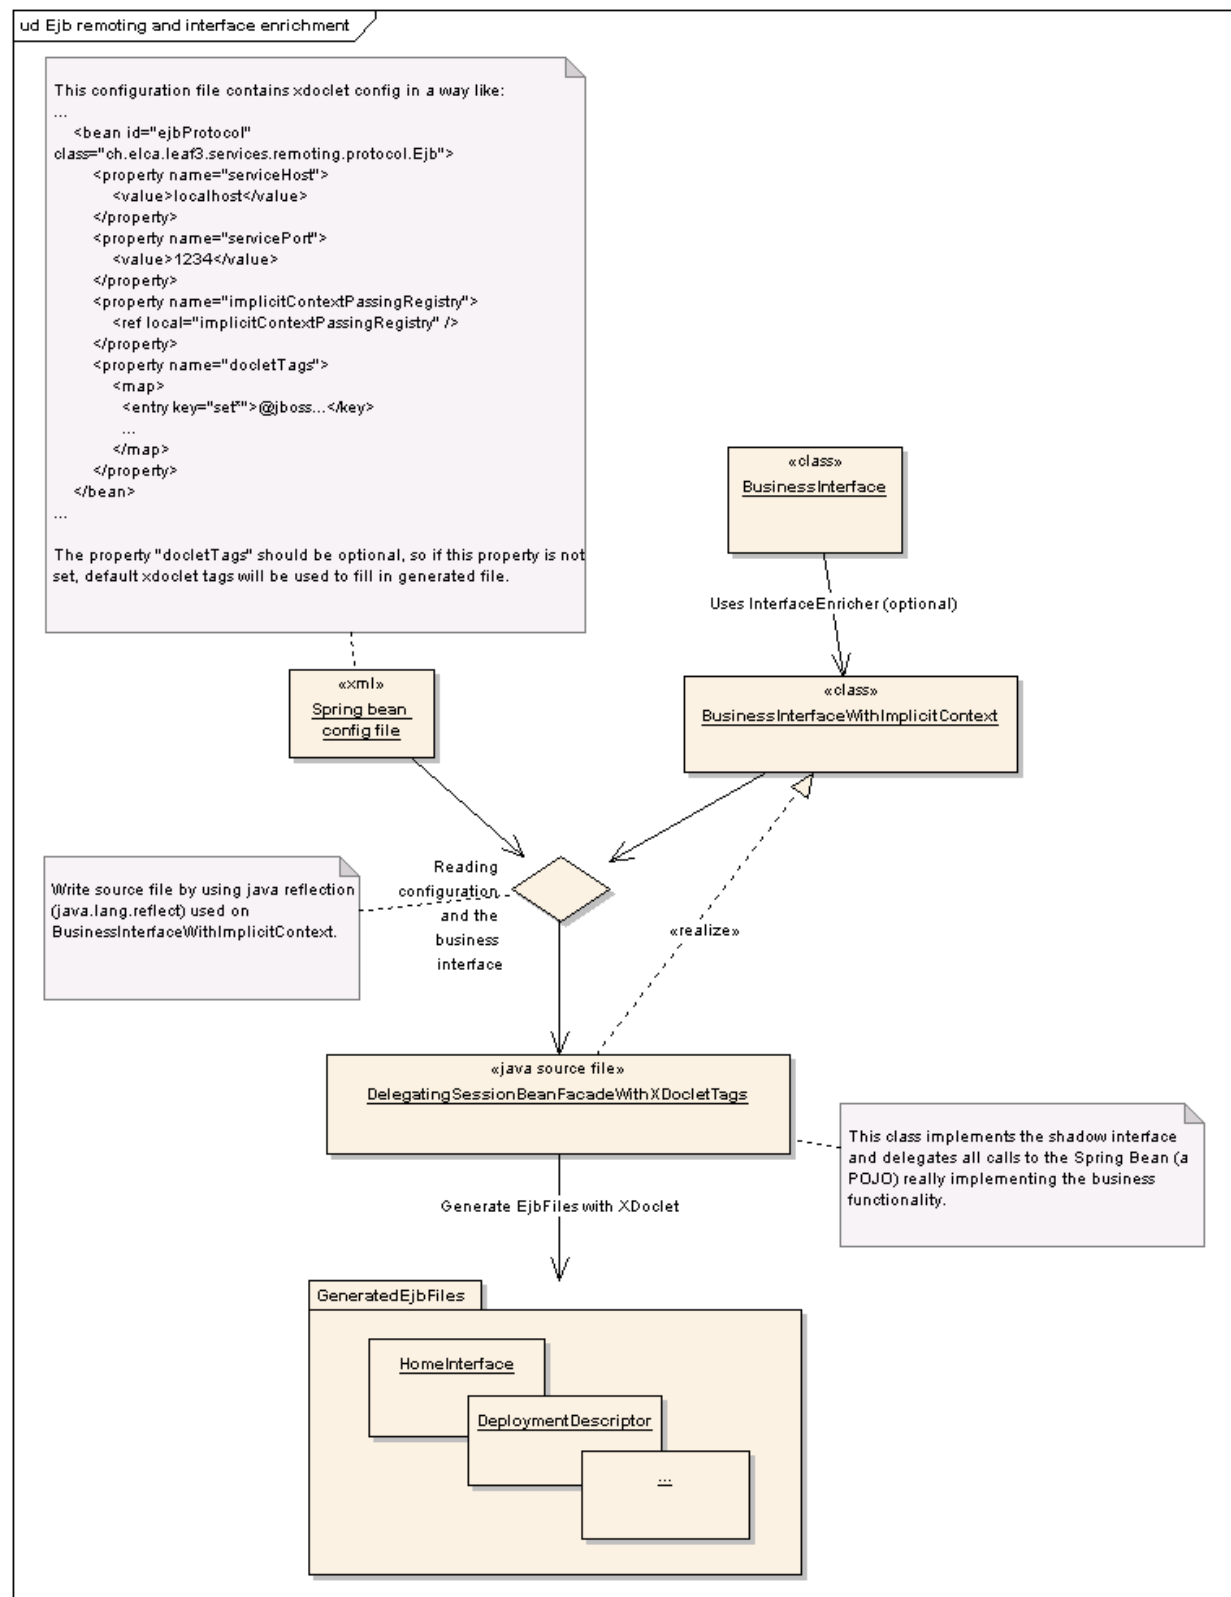 ud Ejb remoting and interface enrichment
This configuration file contains xdoclet config in a way like:
...
<bean id="ejbProtocol"
class="ch.elca.leaf3.services.remoting.protocol.Ejb">
<property name="serviceHost">
<value>localhost</value>
</property>
<property name="servicePort">
<value>1234</value>
</property>
<property name="implicitContextPassingRegistry">
<ref local="implicitContextPassingRegistry" />
</property>
<property name="docletTags">
<map>
<entry key="set*">@jboss...</key>
...
</map>
</property>
</bean>
...
The property "docletTags" should be optional, so if this property is not
set, default xdoclet tags will be used to fill in generated file.
«class»
BusinessInterface
Uses InterfaceEnricher (optional)
«xml»
Spring bean
config file
«class»
BusinessInterfaceWithImplicitContext
Write source file by using java reflection
(java.lang.reflect) used on
BusinessInterfaceWithImplicitContext.
Reading
configuration
and the
business
interface
«realize»
«java source file»
DelegatingSessionBeanFacadeWithXDocletTags
This class implements the shadow interface
and delegates all calls to the Spring Bean (a
POJO) really implementing the business
functionality.
Generate EjbFiles with XDoclet
GeneratedEjbFiles
HomeInterface
DeploymentDescriptor
...